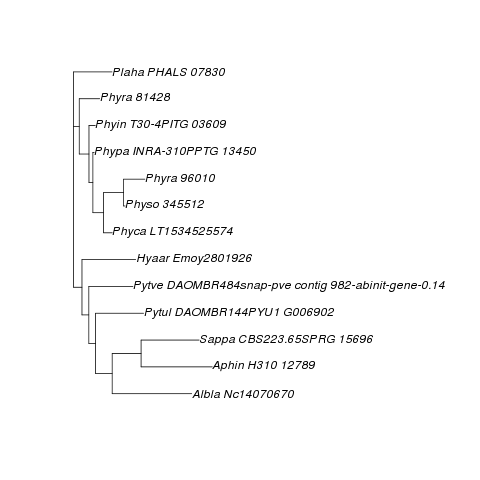 Plaha PHALS 07830
Phyra 81428
Phyin T30-4PITG 03609
Phypa INRA-310PPTG 13450
Phyra 96010
Physo 345512
Phyca LT1534525574
Hyaar Emoy2801926
Pytve DAOMBR484snap-pve contig 982-abinit-gene-0.14
Pytul DAOMBR144PYU1 G006902
Sappa CBS223.65SPRG 15696
Aphin H310 12789
Albla Nc14070670